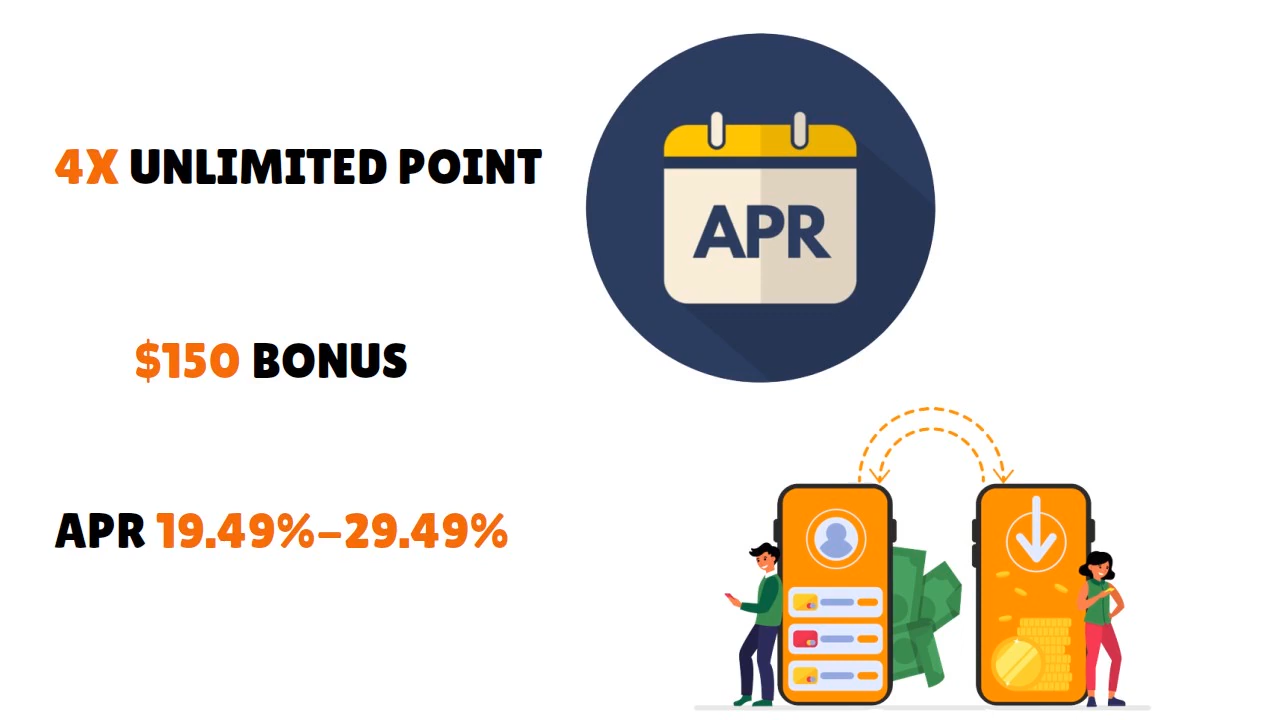 4X UNLIMITED POINT
APR
$150 BONUS
APR 19.49%–29.49%